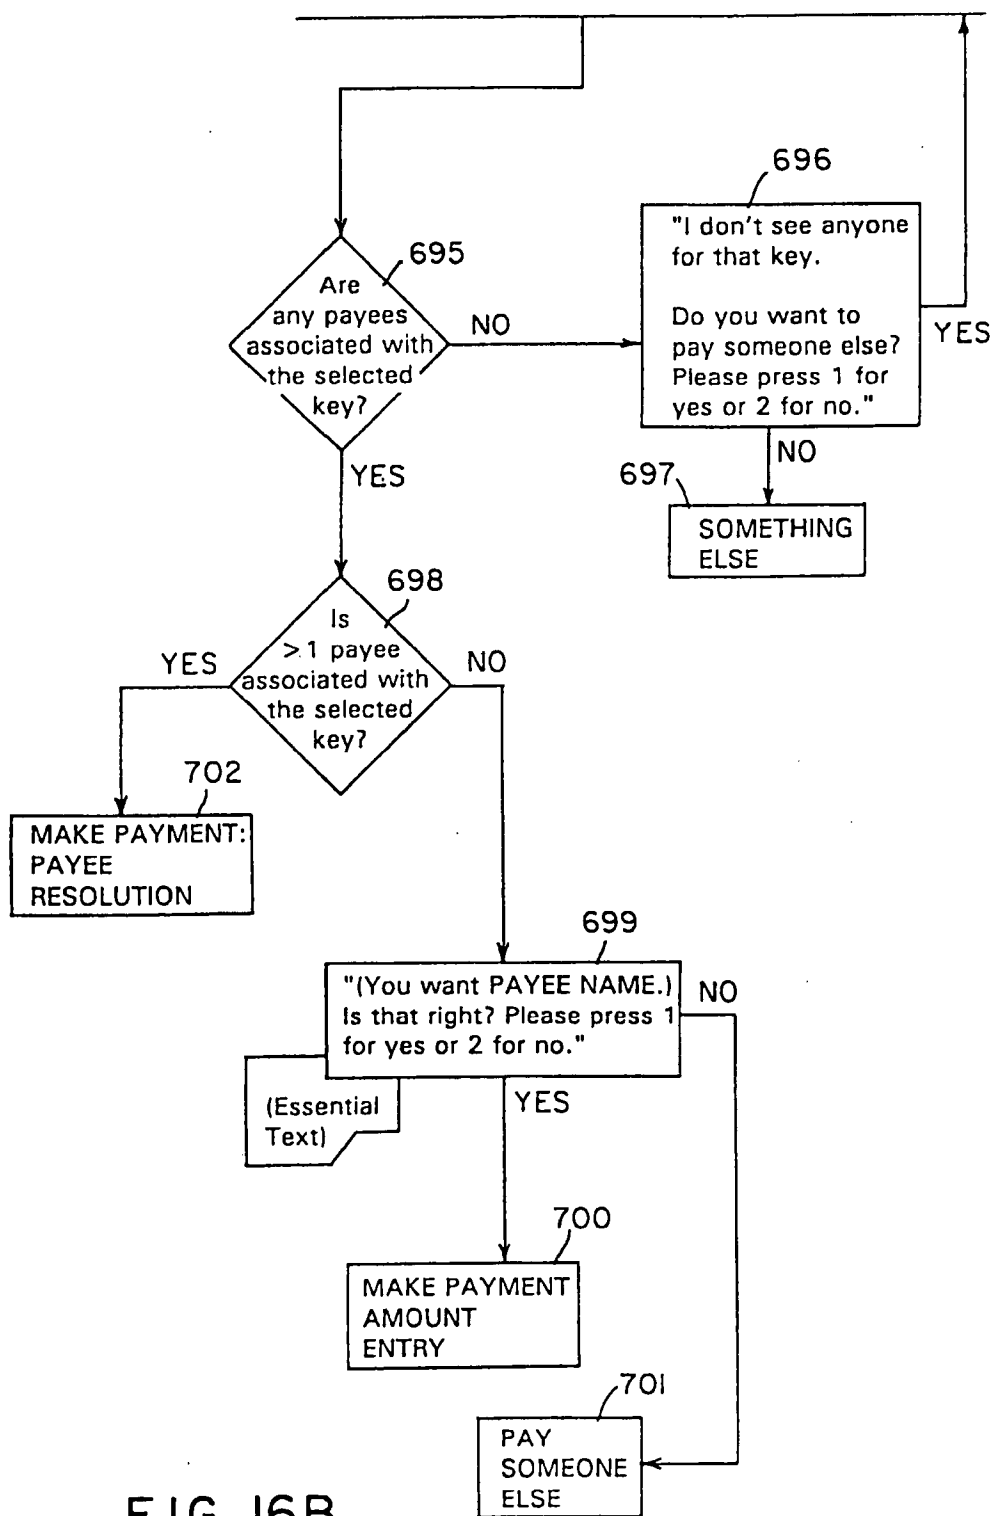 696
"I don't see anyone
for that key.
Do you want to
pay someone else?
Please press 1 for
yes or 2 for no."
YES
695
Are
any payees
associated with
the selected
key?
NO
NO
697
SOMETHING
ELSE
YES
698
Is
>1 payee
associated with
the selected
key?
YES
NO
702
MAKE PAYMENT:
PAYEE
RESOLUTION
699
"(You want PAYEE NAME.)
Is that right? Please press 1
for yes or 2 for no."
NO
(Essential
Text)
YES
700
MAKE PAYMENT
AMOUNT
ENTRY
701
PAY
SOMEONE
ELSE
FIG. 16B